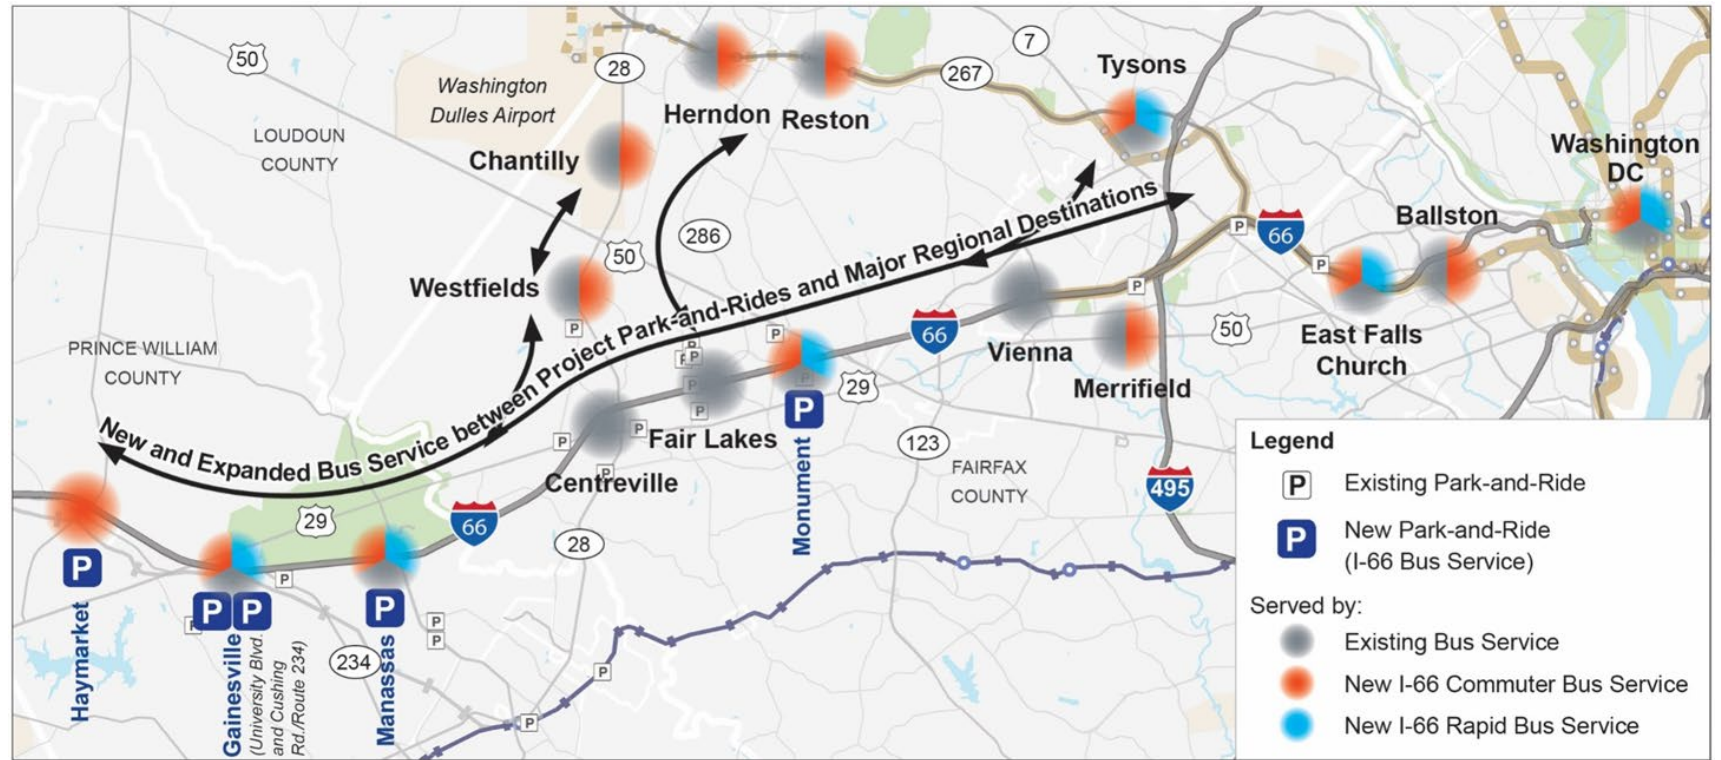 50
28
7
267
Tysons
Washington
Dulles Airport
Herndon
Reston
LOUDOUN
COUNTY
Chantilly
Washington
DC
286
50
Westfields
New and Expanded Bus Service between Project Park-and-Rides and Major Regional Destinations
P
66
Ballston
P
P
P
P
PRINCE WILLIAM
COUNTY
P
P
P
P
66
Vienna
50
East Falls
Church
Merrifield
P
P
29
P
P
P
P
Fair Lakes
Monument
123
FAIRFAX
COUNTY
P
Centreville
495
29
66
28
P
Haymarket
P
P P
P
Gainesville
(University Blvd.
and Cushing
Rd./Route 234)
P
Manassas
P
P
234
P
P
Legend
P Existing Park-and-Ride
P New Park-and-Ride
(I-66 Bus Service)
Served by:
Existing Bus Service
New I-66 Commuter Bus Service
New I-66 Rapid Bus Service